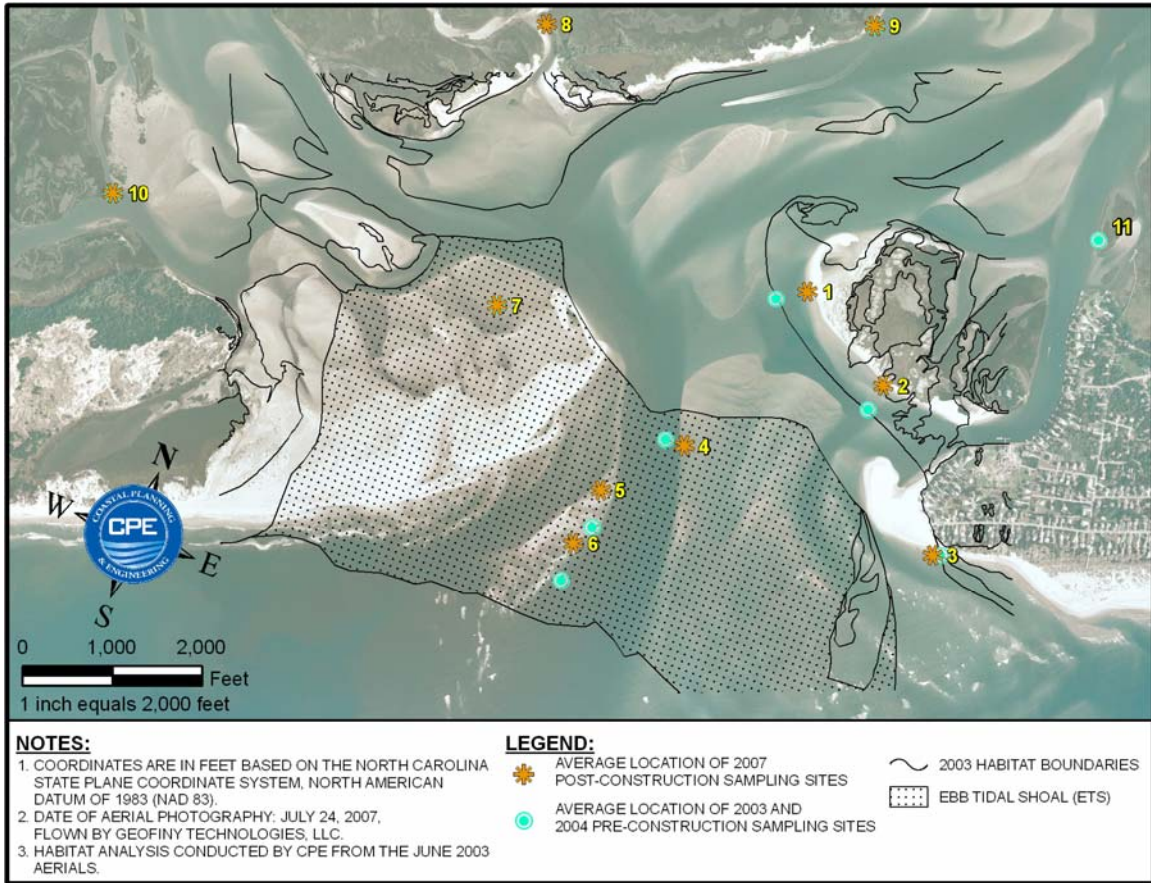 8
9
10
11
1
7
2
4
5
6
3
N
W
E
S
COASTAL PLANNING
CPE
& ENGINEERING
0 1,000 2,000
Feet
1 inch equals 2,000 feet
NOTES:
1. COORDINATES ARE IN FEET BASED ON THE NORTH CAROLINA
STATE PLANE COORDINATE SYSTEM, NORTH AMERICAN
DATUM OF 1983 (NAD 83).
2. DATE OF AERIAL PHOTOGRAPHY: JULY 24, 2007,
FLOWN BY GEOFINY TECHNOLOGIES, LLC.
3. HABITAT ANALYSIS CONDUCTED BY CPE FROM THE JUNE 2003
AERIALS.
LEGEND:
AVERAGE LOCATION OF 2007
POST-CONSTRUCTION SAMPLING SITES
AVERAGE LOCATION OF 2003 AND
2004 PRE-CONSTRUCTION SAMPLING SITES
2003 HABITAT BOUNDARIES
EBB TIDAL SHOAL (ETS)